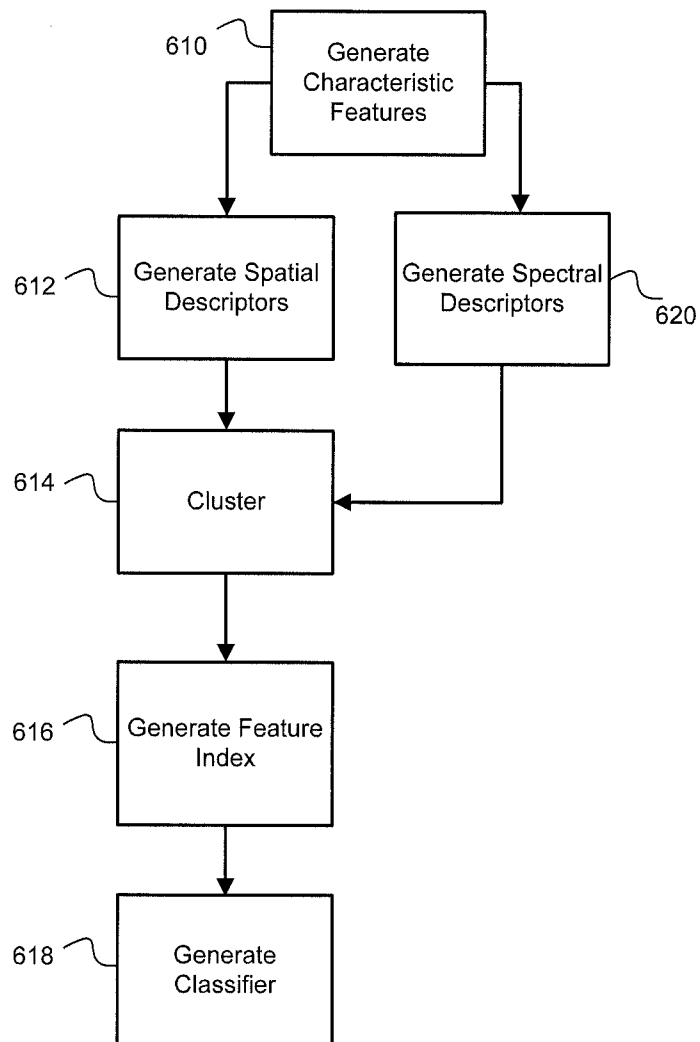 610
Generate
Characteristic
Features
612
Generate Spatial
Descriptors
Generate Spectral
Descriptors
620
614
Cluster
616
Generate Feature
Index
618
Generate
Classifier